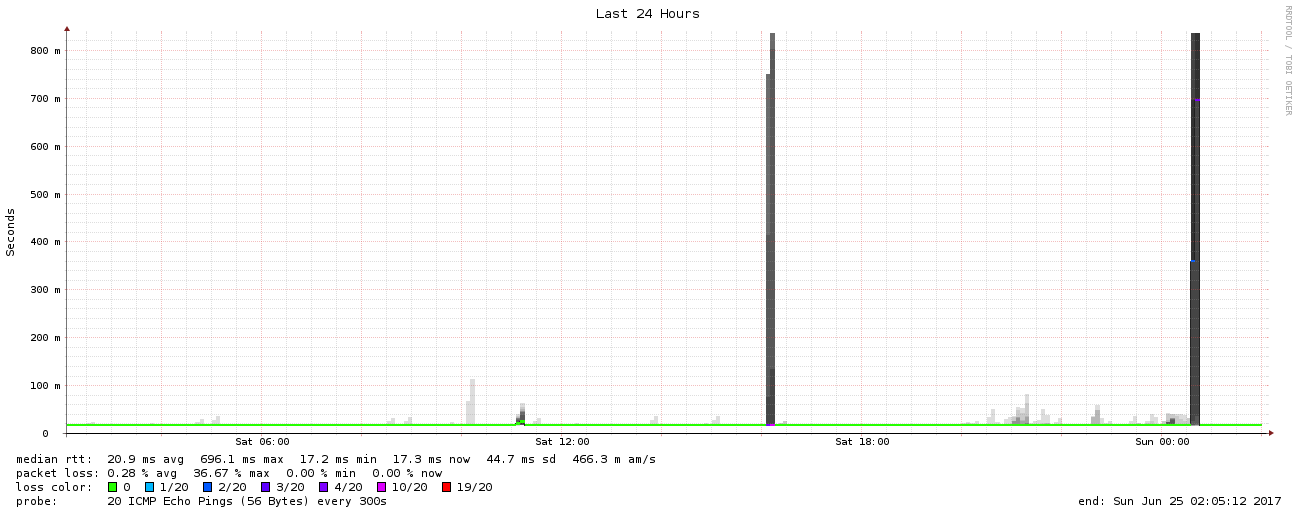 Last 24 Hours
RRDTOOL / TOBI OETIKER
Seconds
800 m
700 m
600 m
500 m
400 m
300 m
200 m
100 m
0
Sat 06:00 Sat 12:00 Sat 18:00 Sun 00:00
median rtt: 20.9 ms avg 696.1 ms max 17.2 ms min 17.3 ms now 44.7 ms sd 466.3 m am/s
packet loss: 0.28 % avg 36.67 % max 0.00 % min 0.00 % now
loss color: 0 1/20 2/20 3/20 4/20 10/20 19/20
probe: 20 ICMP Echo Pings (56 Bytes) every 300s end: Sun Jun 25 02:05:12 2017